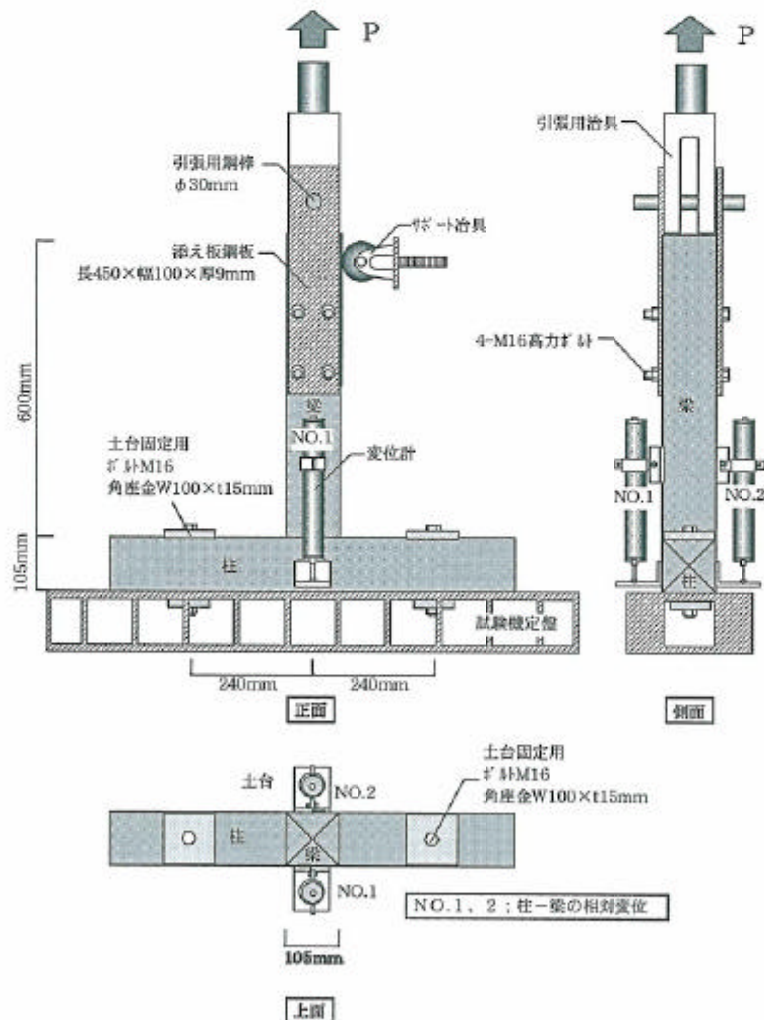 P
引張用鋼棒
φ30mm
サポート冶具
添え板鋼板
長450×幅100×厚9mm
600mm
梁
NO.1
変位計
土台固定用
ボルトM16
角座金W100×t15mm
105mm
柱
試験機定盤
240mm
240mm
正面
P
引張用冶具
4-M16高力ボルト
梁
NO.1
NO.2
柱
側面
土台
NO.2
柱
梁
NO.1
土台固定用
ボルトM16
角座金W100×t15mm
NO.1、2;柱-梁の相対変位
105mm
上面